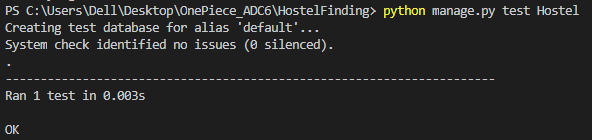 PS C:\Users\Dell\Desktop\OnePiece_ADC6\HostelFinding> python manage.py test Hostel
Creating test database for alias 'default'...
System check identified no issues (0 silenced).
.
----------------------------------------------------------------------
Ran 1 test in 0.003s
OK